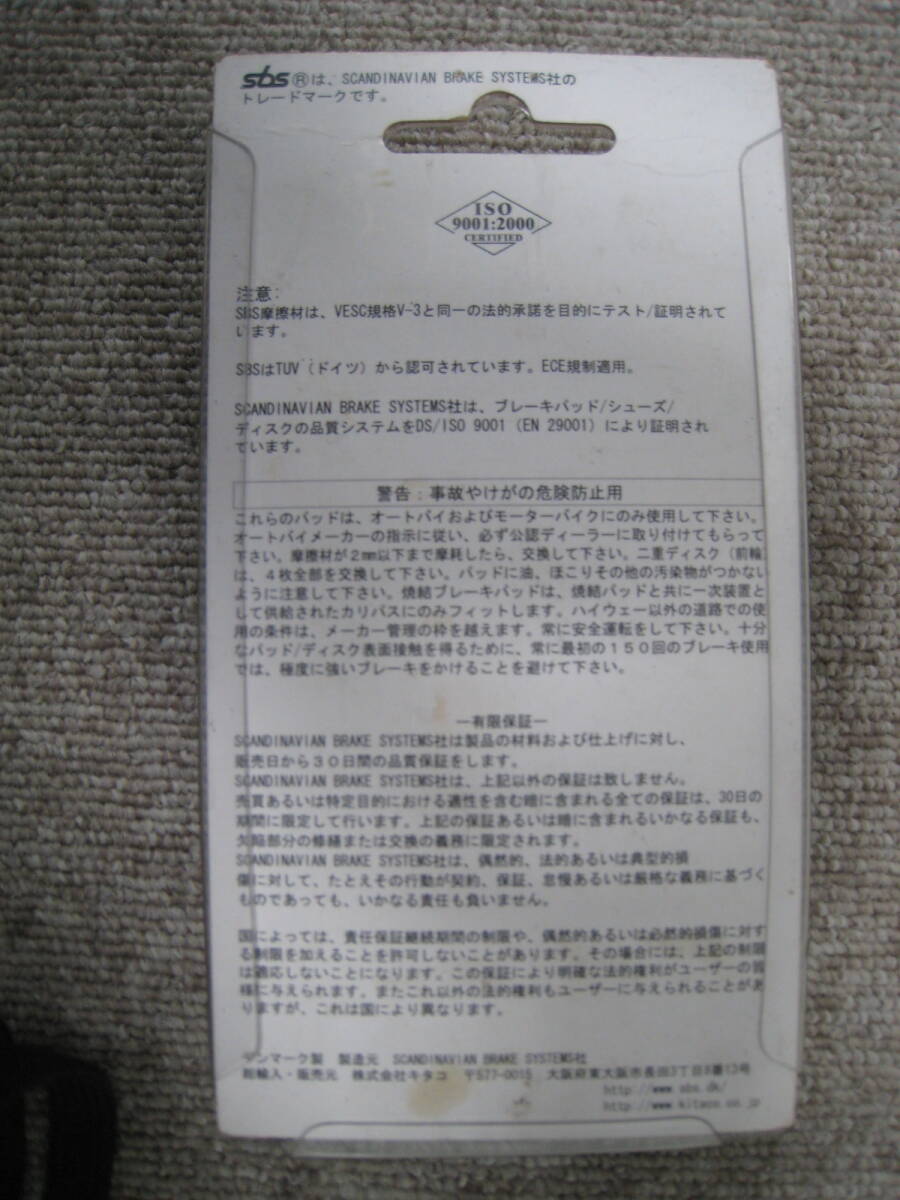 sbs®は、SCANDINAVIAN BRAKE SYSTEMS社の
トレードマークです。
ISO
9001:2000
CERTIFIED
注意:
SBS摩擦材は、VESC規格V-3と同一の法的承諾を目的にテスト/証明されて
います。
SBSはTUV（ドイツ）から認可されています。ECE規制適用。
SCANDINAVIAN BRAKE SYSTEMS社は、ブレーキパッド/シューズ/
ディスクの品質システムをDS/ISO 9001（EN 29001）により証明され
ています。
警告：事故やけがの危険防止用
これらのパッドは、オートバイおよびモーターバイクにのみ使用して下さい。
オートバイメーカーの指示に従い、必ず公認ディーラーに取り付けてもらって
下さい。摩擦材が２mm以下まで摩耗したら、交換して下さい。二重ディスク（前輪）
は、４枚全部を交換して下さい。パッドに油、ほこりその他の汚染物がつかない
ように注意して下さい。焼結ブレーキパッドは、焼結パッドと共に一次装置と
して供給されたカリパスにのみフィットします。ハイウェー以外の道路での使
用の条件は、メーカー管理の枠を越えます。常に安全運転をして下さい。十分
なパッド/ディスク表面接触を得るために、常に最初の１５０回のブレーキ使用
では、極度に強いブレーキをかけることを避けて下さい。
―有限保証―
SCANDINAVIAN BRAKE SYSTEMS社は製品の材料および仕上げに対し、
販売日から３０日間の品質保証をします。
SCANDINAVIAN BRAKE SYSTEMS社は、上記以外の保証は致しません。
売買あるいは特定目的における適性を含む暗に含まれる全ての保証は、30日の
期間に限定して行います。上記の保証あるいは暗に含まれるいかなる保証も、
欠陥部分の修繕または交換の義務に限定されます。
SCANDINAVIAN BRAKE SYSTEMS社は、偶然的、法的あるいは典型的損
傷に対して、たとえその行動が契約、保証、怠慢あるいは厳格な義務に基づく
ものであっても、いかなる責任も負いません。
国によっては、責任保証継続期間の制限や、偶然的あるいは必然的損傷に対す
る制限を加えることを許可しないことがあります。その場合には、上記の制限
は適応しないことになります。この保証により明確な法的権利がユーザーの皆
様に与えられます。またこれ以外の法的権利もユーザーに与えられることがあ
りますが、これは国により異なります。
デンマーク製 製造元 SCANDINAVIAN BRAKE SYSTEMS社
総輸入・販売元 株式会社キタコ 〒577-0015 大阪府東大阪市長田3丁目8番13号
http://www.sbs.dk/
http://www.kitaco.co.jp